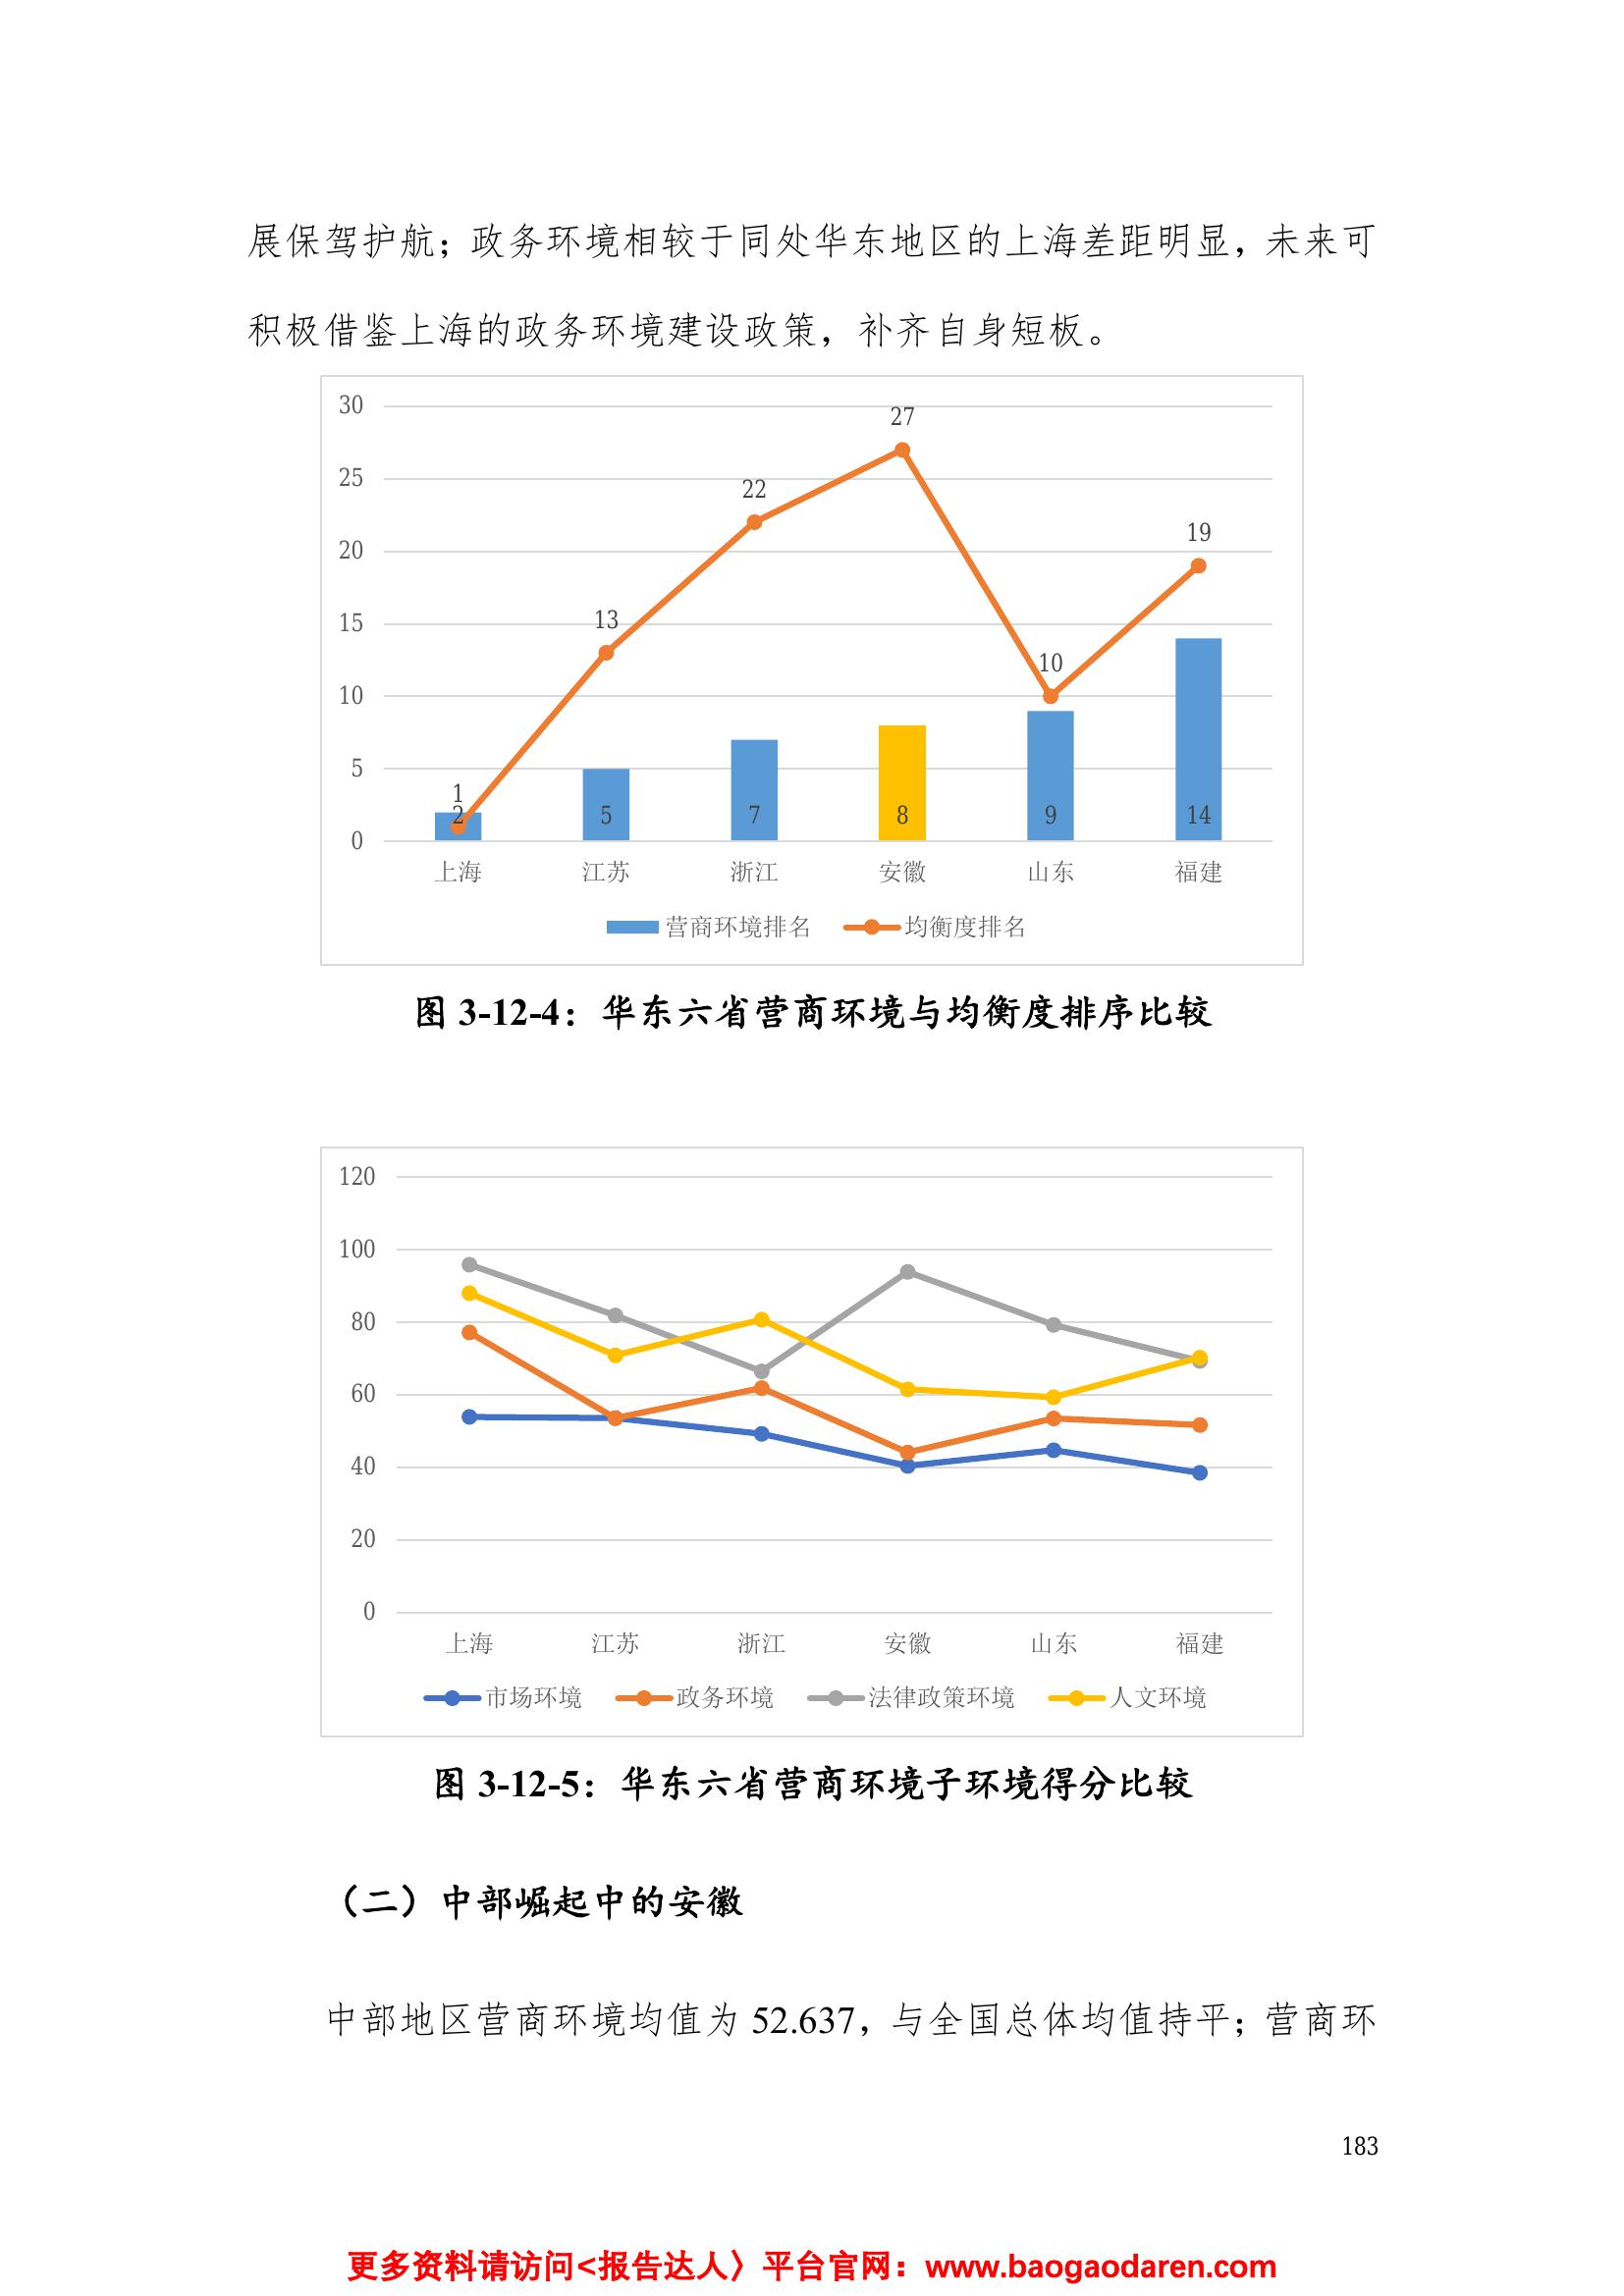 展保驾护航；政务环境相较于同处华东地区的上海差距明显，未来可
积极借鉴上海的政务环境建设政策，补齐自身短板。
30
27
25
22
20
19
15
13
10
10
5
1
2
5
7
8
9
14
0
上海 江苏 浙江 安徽 山东 福建
营商环境排名 均衡度排名
图 3-12-4：华东六省营商环境与均衡度排序比较
120
100
80
60
40
20
0
上海 江苏 浙江 安徽 山东 福建
市场环境 政务环境 法律政策环境 人文环境
图 3-12-5：华东六省营商环境子环境得分比较
（二）中部崛起中的安徽
中部地区营商环境均值为 52.637，与全国总体均值持平；营商环
183
更多资料请访问<报告达人〉平台官网：www.baogaodaren.com